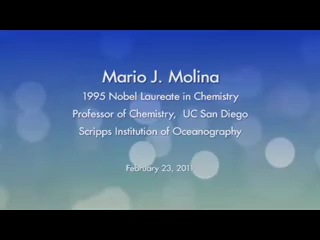 Mario J. Molina
1995 Nobel Laureate in Chemistry
Professor of Chemistry, UC San Diego
Scripps Institution of Oceanography
February 23, 2011